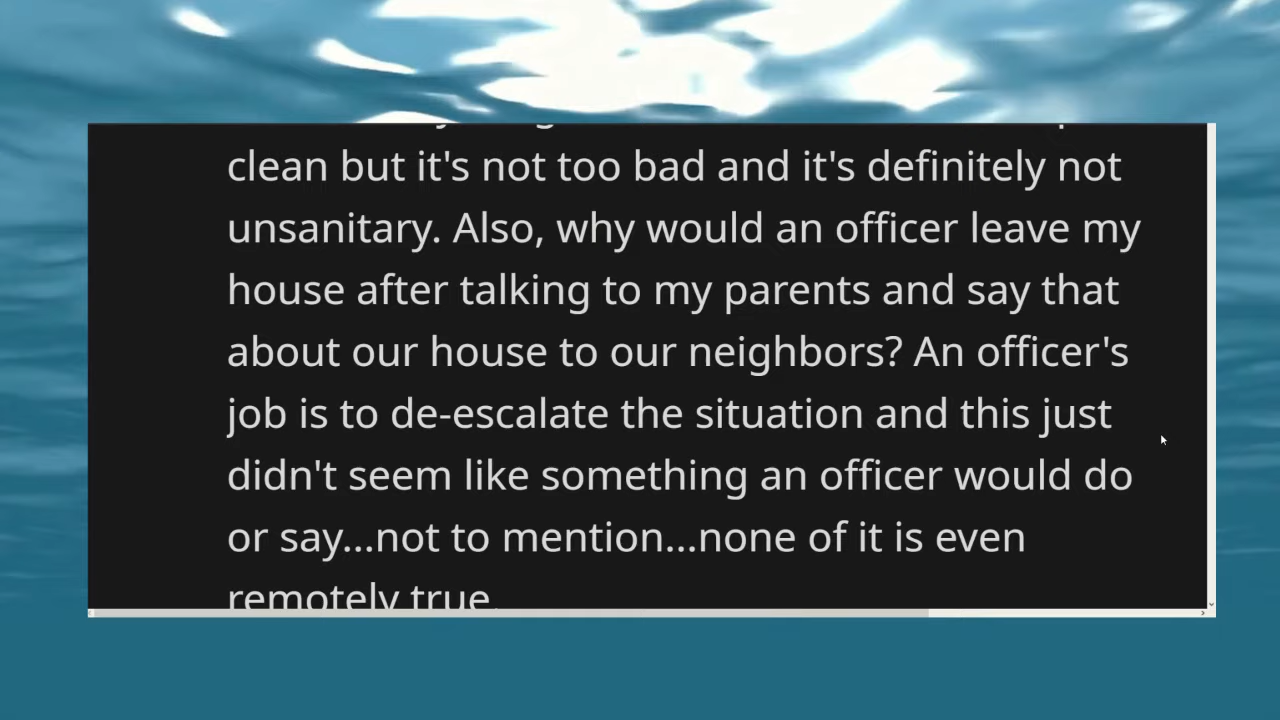 clean but it's not too bad and it's definitely not
unsanitary. Also, why would an officer leave my
house after talking to my parents and say that
about our house to our neighbors? An officer's
job is to de-escalate the situation and this just
didn't seem like something an officer would do
or say...not to mention...none of it is even
remotely true.